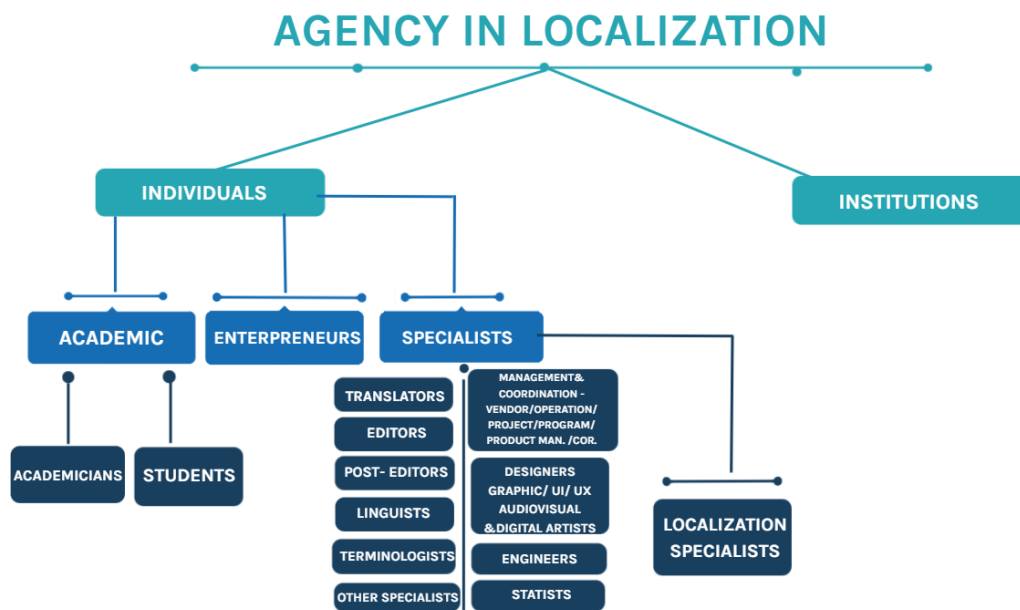 AGENCY IN LOCALIZATION
INDIVIDUALS
INSTITUTIONS
ACADEMIC
ENTERPRENEURS
SPECIALISTS
ACADEMICIANS
STUDENTS
TRANSLATORS
EDITORS
POST- EDITORS
LINGUISTS
TERMINOLOGISTS
OTHER SPECIALISTS
MANAGEMENT&
COORDINATION -
VENDOR/OPERATION/
PROJECT/PROGRAM/
PRODUCT MAN. /COR.
DESIGNERS
GRAPHIC/ UI/ UX
AUDIOVISUAL
&DIGITAL ARTISTS
ENGINEERS
STATISTS
LOCALIZATION
SPECIALISTS